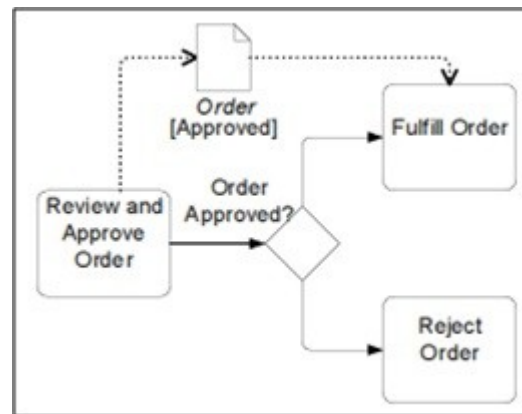 Order
[Approved]
Fulfill Order
Order
Approved?
Review and
Approve
Order
Reject
Order